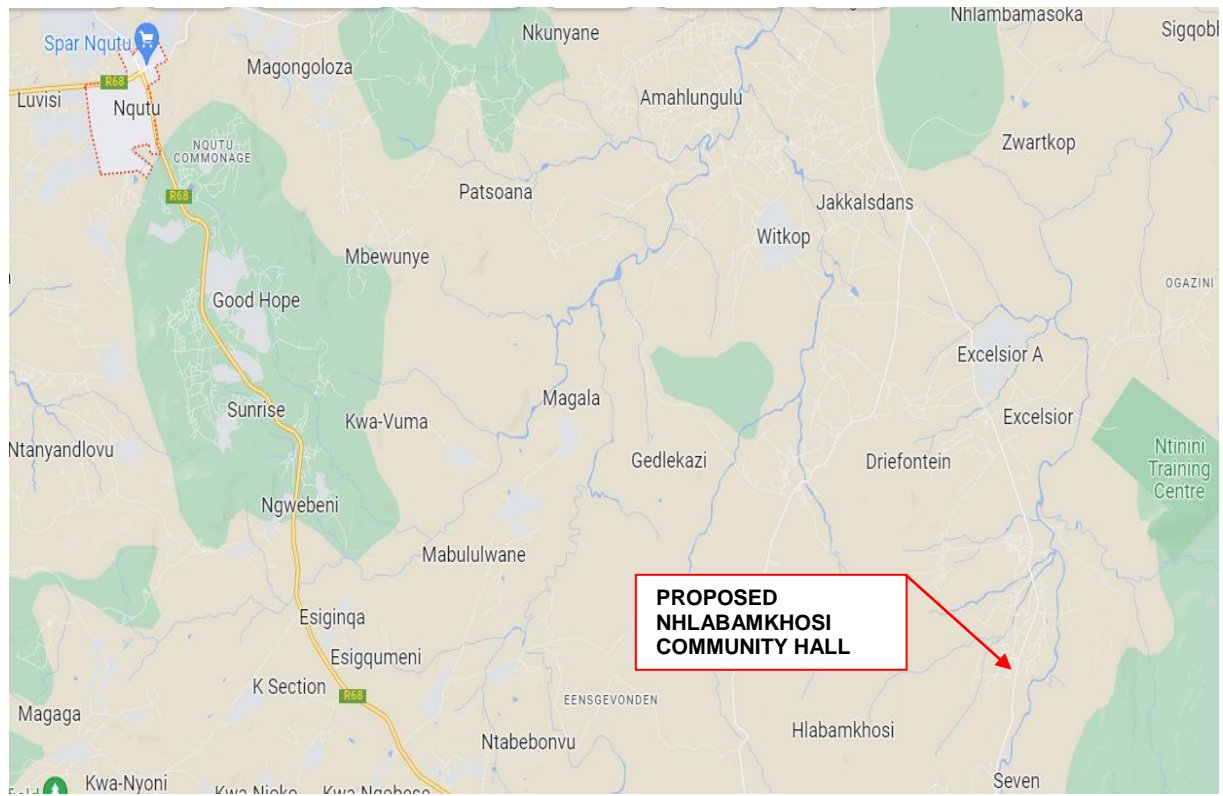 Nhlambamasoka
Nkunyane
Spar Nqutu
Magongoloza
R68
Luvisi
Nqutu
Amahlungulu
NQUTU
COMMONAGE
Zwartkop
R68
Patsoana
Jakkalsdans
Witkop
Mbewunye
OGAZINI
Good Hope
Excelsior A
Magala
Sunrise
Kwa-Vuma
Excelsior
Ntanyandlovu
Gedlekazi
Driefontein
Ntinini
Training
Centre
Ngwebeni
Mabululwane
PROPOSED
NHLABAMKHOSI
COMMUNITY HALL
Esiginqa
Esigqumeni
K Section
R68
EENSGEVONDEN
Magaga
Hlabamkhosi
Ntabebonvu
Kwa-Nyoni
Seven